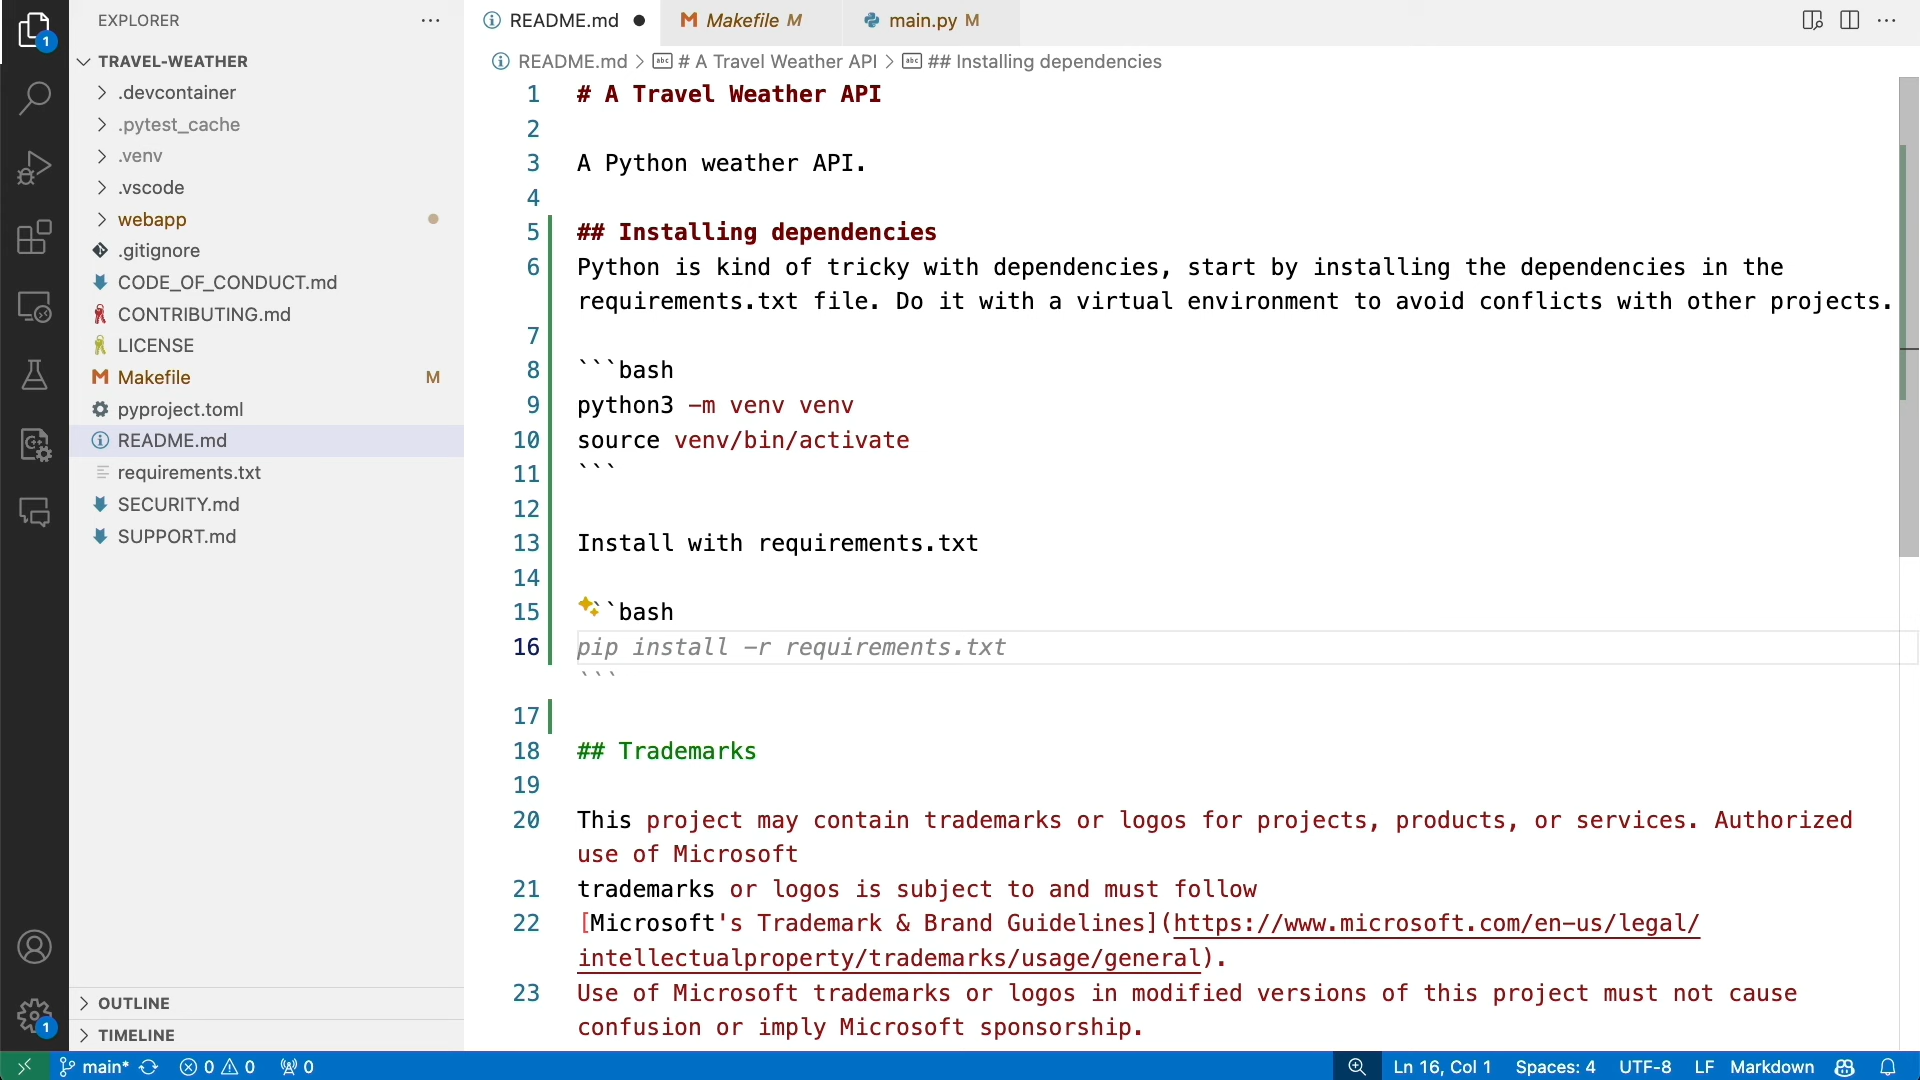 EXPLORER
1
TRAVEL-WEATHER
.devcontainer
.pytest_cache
.venv
.vscode
webapp
.gitignore
CODE_OF_CONDUCT.md
CONTRIBUTING.md
LICENSE
Makefile M
pyproject.toml
README.md
requirements.txt
SECURITY.md
SUPPORT.md
OUTLINE
1
TIMELINE
README.md Makefile M main.py M
README.md > # A Travel Weather API > ## Installing dependencies
1 # A Travel Weather API
2
3 A Python weather API.
4
5 ## Installing dependencies
6 Python is kind of tricky with dependencies, start by installing the dependencies in the
requirements.txt file. Do it with a virtual environment to avoid conflicts with other projects.
7
8 ```bash
9 python3 -m venv venv
10 source venv/bin/activate
11 ```
12
13 Install with requirements.txt
14
15 ``bash
16 pip install -r requirements.txt
```
17
18 ## Trademarks
19
20 This project may contain trademarks or logos for projects, products, or services. Authorized
use of Microsoft
21 trademarks or logos is subject to and must follow
22 [Microsoft's Trademark & Brand Guidelines](https://www.microsoft.com/en-us/legal/
intellectualproperty/trademarks/usage/general).
23 Use of Microsoft trademarks or logos in modified versions of this project must not cause
confusion or imply Microsoft sponsorship.
main* 0 0 0 Ln 16, Col 1 Spaces: 4 UTF-8 LF Markdown